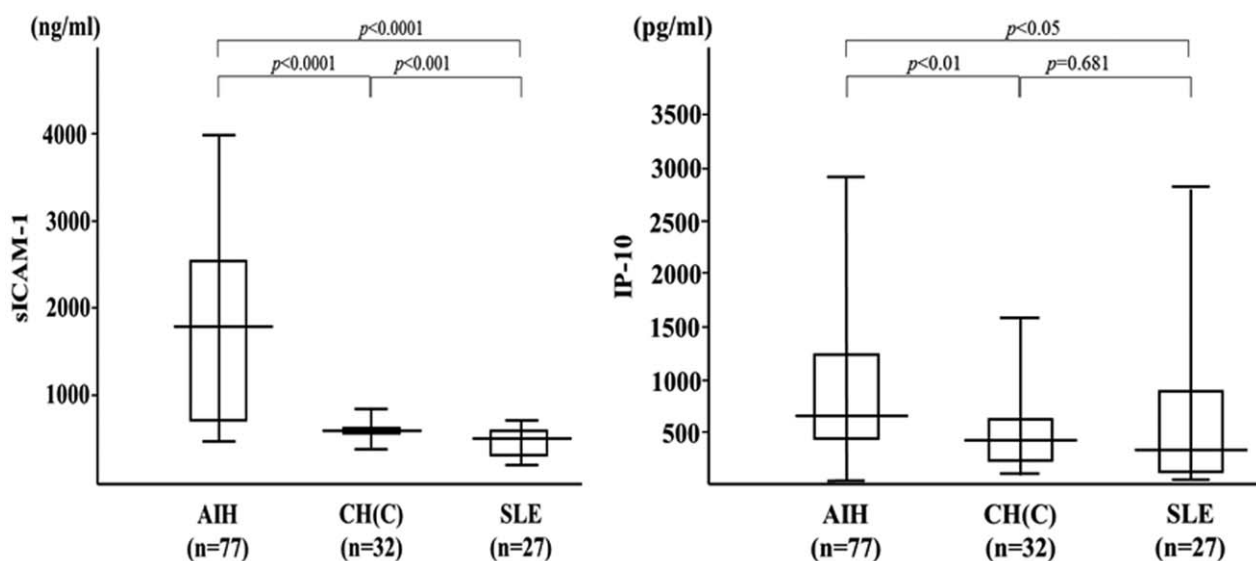 (ng/ml)
p<0.0001
p<0.0001 p<0.001
4000
3000
2000
1000
sICAM-1
AIH CH(C) SLE
(n=77) (n=32) (n=27)
(pg/ml)
p<0.05
p<0.01 p=0.681
3500
3000
2500
2000
1500
1000
500
IP-10
AIH CH(C) SLE
(n=77) (n=32) (n=27)